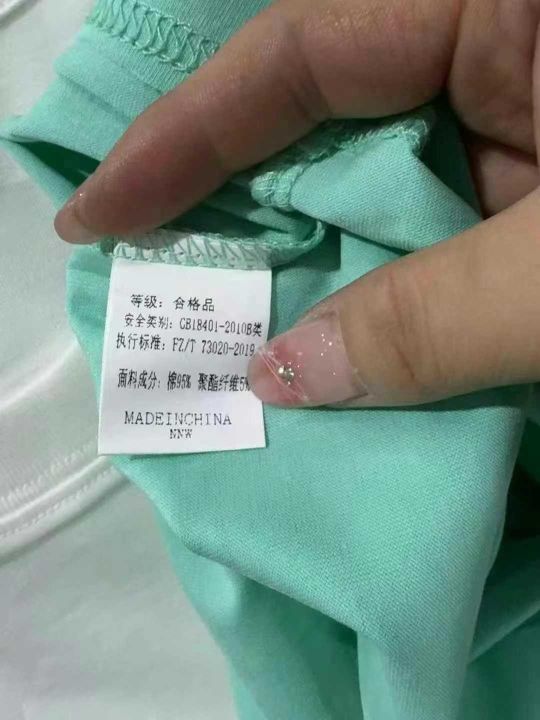 等级: 合格品
安全类别: GB18401-2010B类
执行标准: FZ/T 73020-2019
面料成分: 棉95% 聚酯纤维5%
MADEINCHINA
NNW